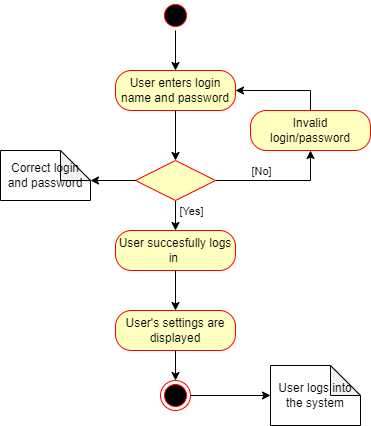 User enters login
name and password
Invalid
login/password
Correct login
and password
[No]
[Yes]
User succesfully logs
in
User's settings are
displayed
User logs into
the system